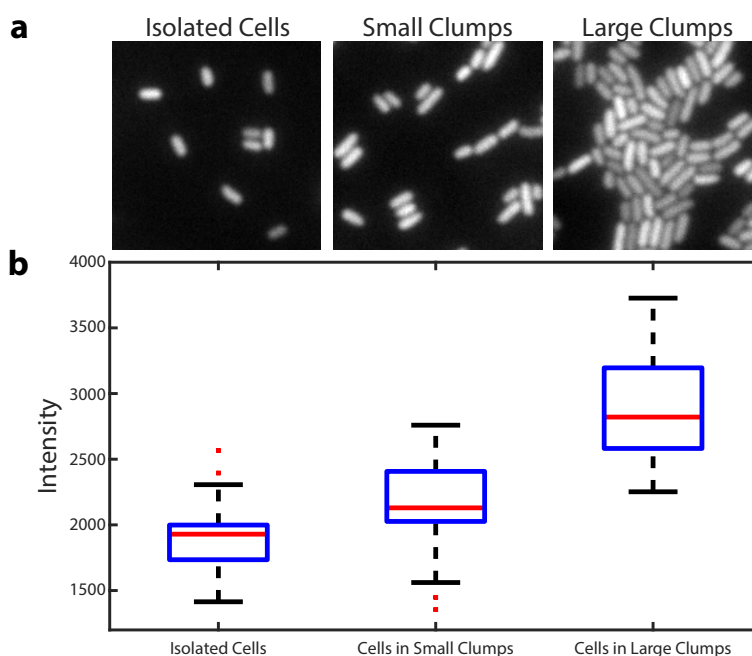 a
Isolated Cells
Small Clumps
Large Clumps
b
4000
3500
3000
2500
2000
1500
Intensity
Isolated Cells
Cells in Small Clumps
Cells in Large Clumps